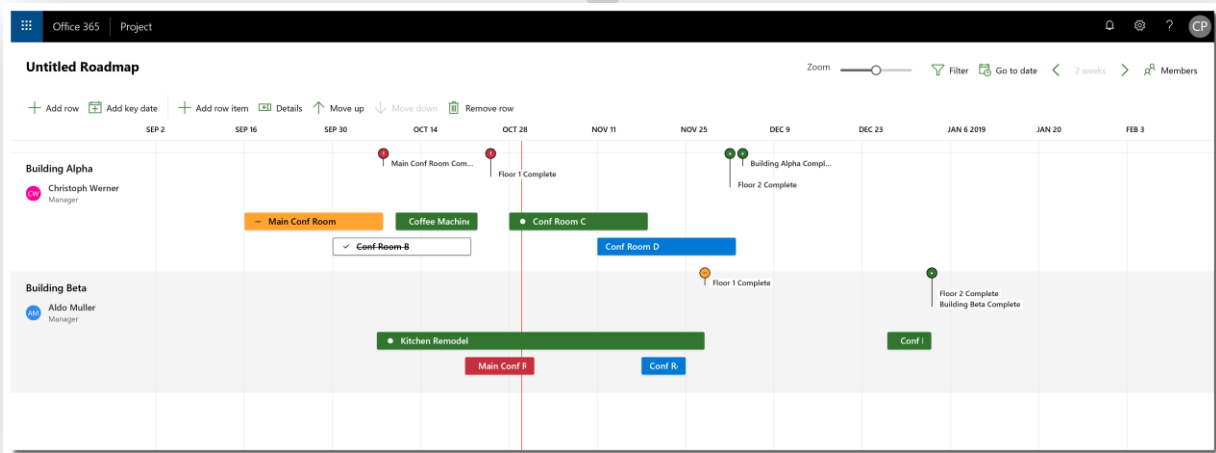 Office 365 Project CP
Untitled Roadmap
Zoom Filter Go to date 2 weeks Members
Add row Add key date Add row item Details Move up Move down Remove row
SEP 2 SEP 16 SEP 30 OCT 14 OCT 28 NOV 11 NOV 25 DEC 9 DEC 23 JAN 6 2019 JAN 20 FEB 3
Building Alpha
CW Christoph Werner
Manager
Main Conf Room Com...
Floor 1 Complete
Building Alpha Compl...
Floor 2 Complete
Main Conf Room Coffee Machine Conf Room C
Conf Room B Conf Room D
Building Beta
AM Aldo Muller
Manager
Floor 1 Complete
Floor 2 Complete
Building Beta Complete
Kitchen Remodel Conf
Main Conf R Conf R